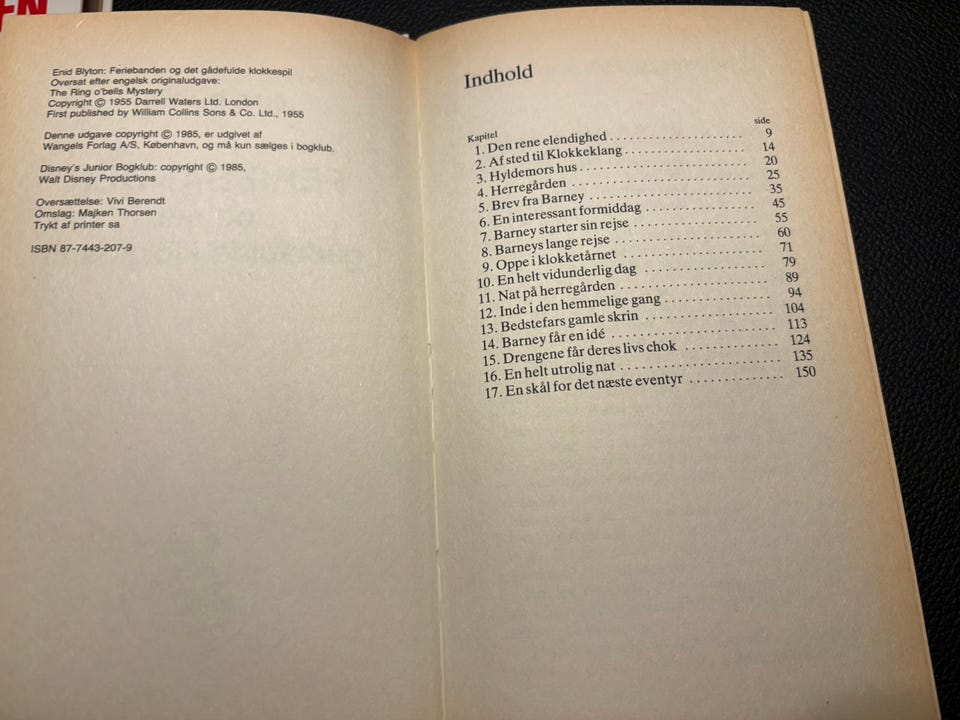 EN
Enid Blyton: Feriebanden og det gådefulde klokkespil
Oversat efter engelsk originaludgave:
The Ring o'bells Mystery
Copyright © 1955 Darrell Waters Ltd. London
First published by William Collins Sons & Co. Ltd., 1955
Denne udgave copyright © 1985, er udgivet af
Wangels Forlag A/S, København, og må kun sælges i bogklub.
Disney's Junior Bogklub: copyright © 1985,
Walt Disney Productions
Oversættelse: Vivi Berendt
Omslag: Majken Thorsen
Trykt af printer sa
ISBN 87-7443-207-9
Indhold
Kapitel side
1. Den rene elendighed . . . . . . . . . . . . . . . . . . . . 9
2. Af sted til Klokkeklang . . . . . . . . . . . . . . . . . . 14
3. Hyldemors hus . . . . . . . . . . . . . . . . . . . . . . . . 20
4. Herregården . . . . . . . . . . . . . . . . . . . . . . . . . . 25
5. Brev fra Barney . . . . . . . . . . . . . . . . . . . . . . . 35
6. En interessant formiddag . . . . . . . . . . . . . . . . 45
7. Barney starter sin rejse . . . . . . . . . . . . . . . . . . 55
8. Barneys lange rejse . . . . . . . . . . . . . . . . . . . . . 60
9. Oppe i klokketårnet . . . . . . . . . . . . . . . . . . . . 71
10. En helt vidunderlig dag . . . . . . . . . . . . . . . . . . 79
11. Nat på herregården . . . . . . . . . . . . . . . . . . . . . 89
12. Inde i den hemmelige gang . . . . . . . . . . . . . . . 94
13. Bedstefars gamle skrin . . . . . . . . . . . . . . . . . . 104
14. Barney får en idé . . . . . . . . . . . . . . . . . . . . . . 113
15. Drengene får deres livs chok . . . . . . . . . . . . . . 124
16. En helt utrolig nat . . . . . . . . . . . . . . . . . . . . . . 135
17. En skål for det næste eventyr . . . . . . . . . . . . . 150